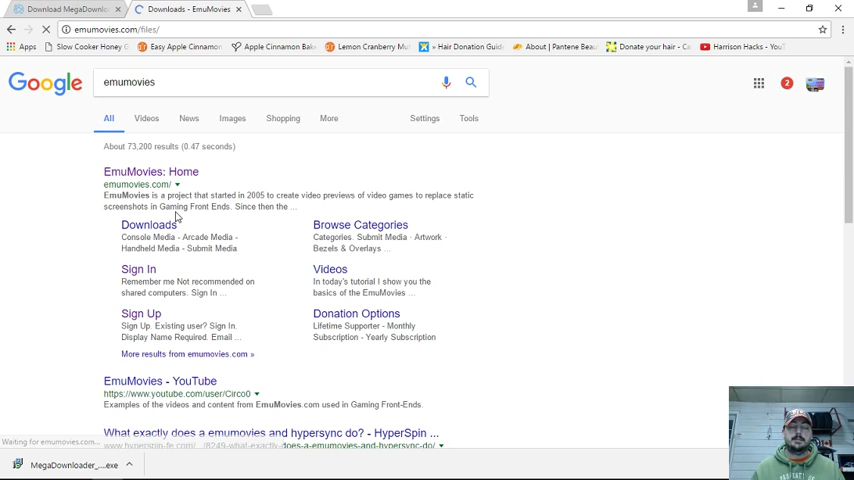 Download MegaDownlo
Downloads - EmuMovies
emumovies.com/files/
Apps
Slow Cooker Honey G
Easy Apple Cinnamon
Apple Cinnamon Bak
Lemon Cranberry Mu
= Hair Donation Guid
About | Pantene Beau
Donate your hair - Ca
Harrison Hacks - YouT
Google
emumovies
2
All
Videos
News
Images
Shopping
More
Settings
Tools
About 73,200 results (0.47 seconds)
EmuMovies: Home
emumovies.com/
EmuMovies is a project that started in 2005 to create video previews of video games to replace static
screenshots in Gaming Front Ends. Since then the ...
Downloads
Console Media - Arcade Media -
Handheld Media - Submit Media
Browse Categories
Categories. Submit Media · Artwork ·
Bezels & Overlays ...
Sign In
Remember me Not recommended on
shared computers. Sign In ...
Videos
In today's tutorial I show you the
basics of the EmuMovies ...
Sign Up
Sign Up. Existing user? Sign In.
Display Name Required. Email ...
Donation Options
Lifetime Supporter - Monthly
Subscription - Yearly Subscription
More results from emumovies.com »
EmuMovies - YouTube
https://www.youtube.com/user/Circo0
Examples of the videos and content from EmuMovies.com used in Gaming Front-Ends.
What exactly does a emumovies and hypersync do? - HyperSpin ...
www.hyperspin-fe.com/.../8249-what-exactly-does-a-emumovies-and-hypersync-do/
Waiting for emumovies.com...
MegaDownloader_....exe